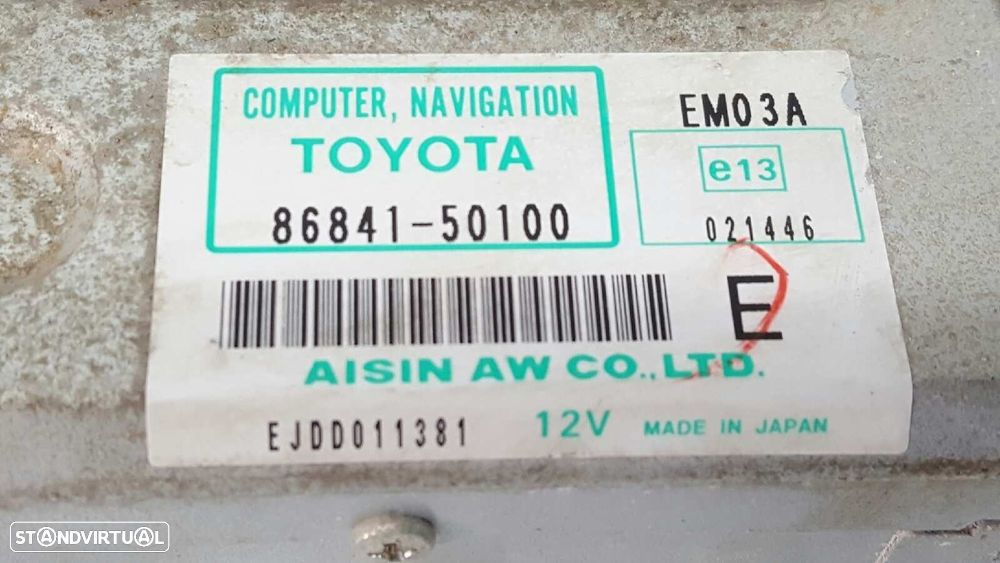 COMPUTER, NAVIGATION
TOYOTA
86841-50100
EM03A
e13
021446
E
AISIN AW CO.,LTD.
EJDD011381 12V MADE IN JAPAN
STANDVIRTUAL